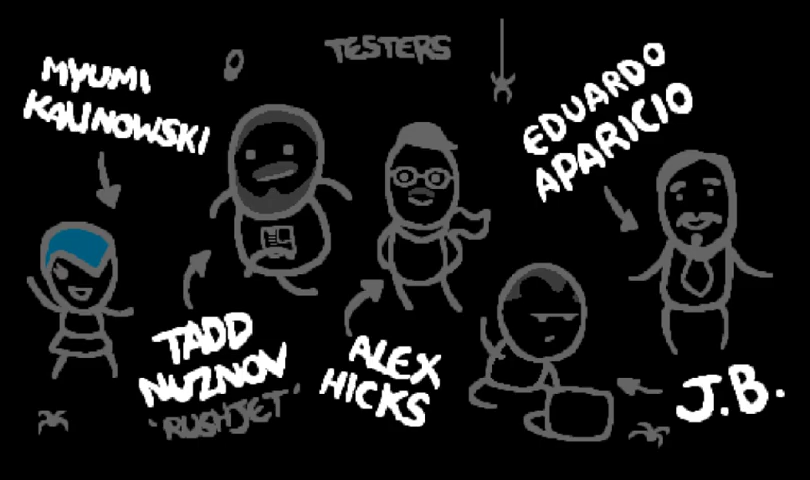 TESTERS
MYUMI
KALINOWSKI
EDUARDO
APARICIO
TADD
NUZNOV
'RUSHJET'
ALEX
HICKS
J.B.